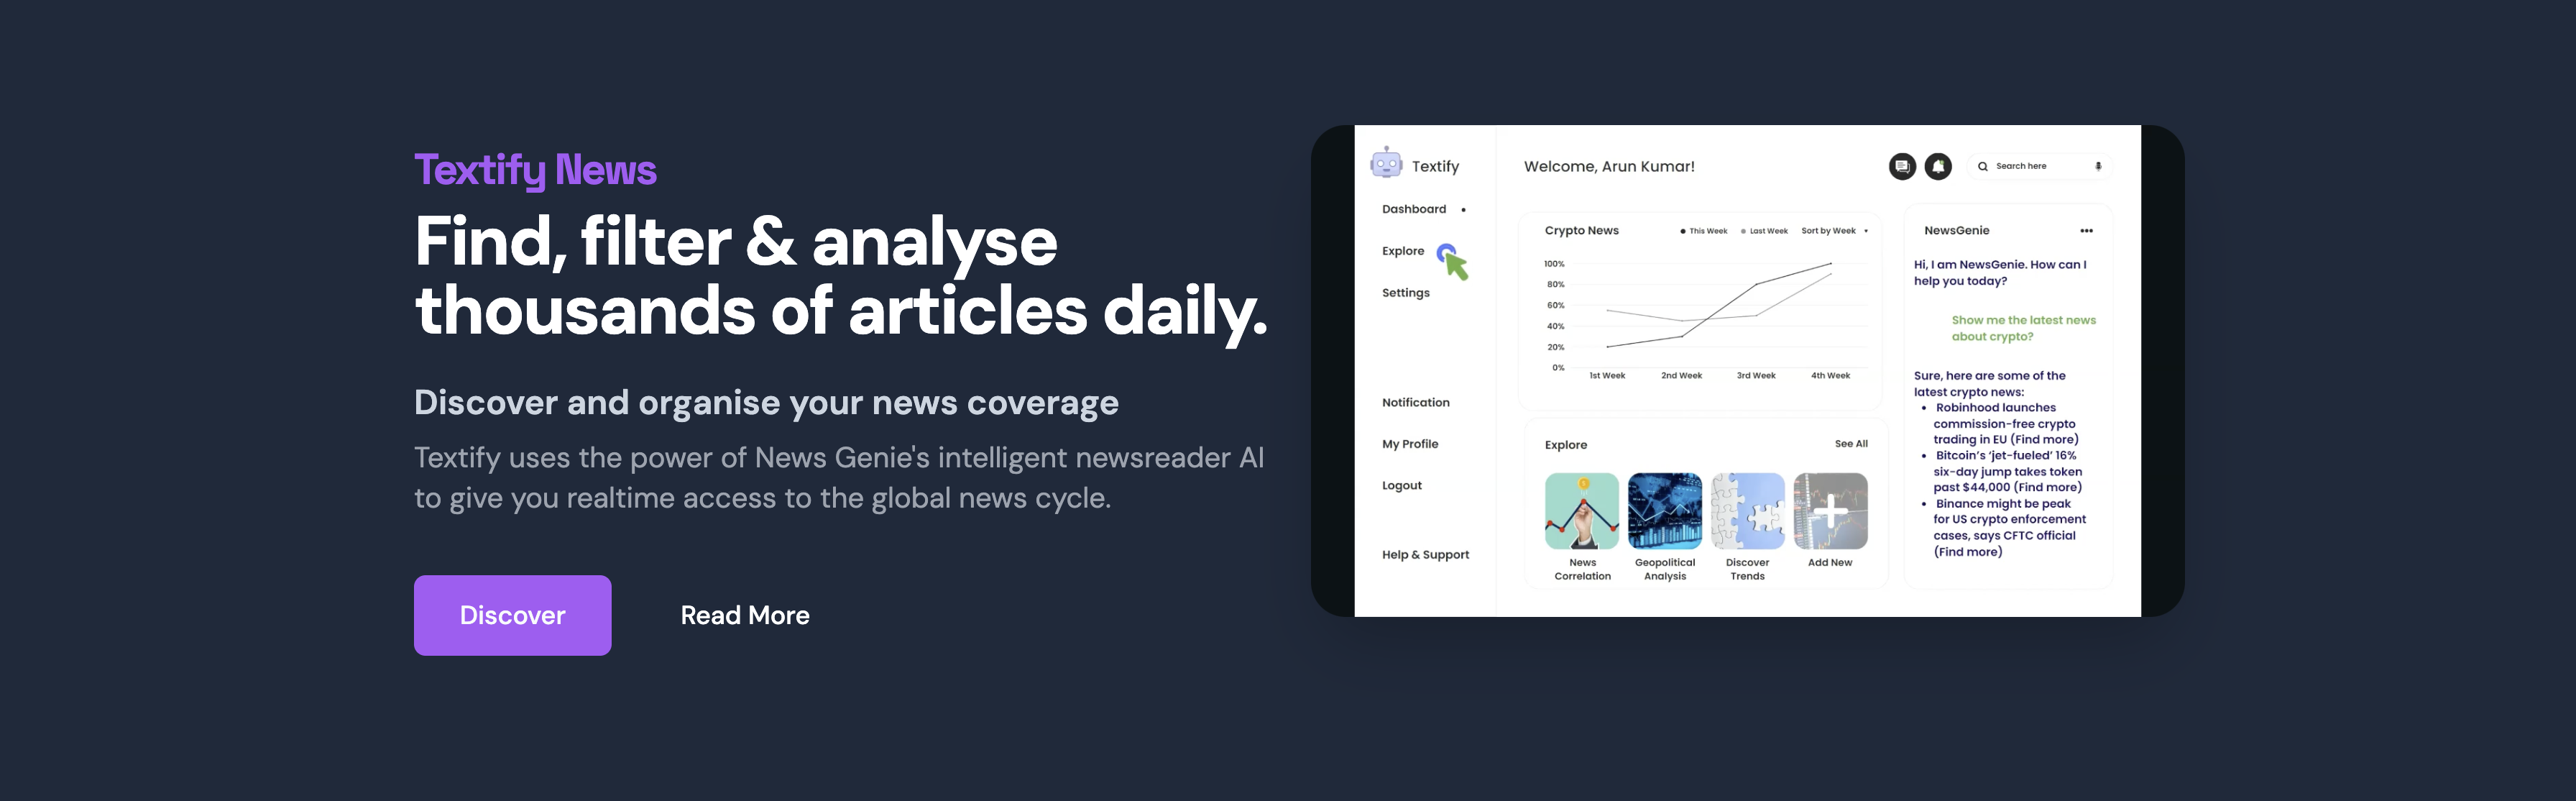 Textify News
Find, filter & analyse
thousands of articles daily.
Discover and organise your news coverage
Textify uses the power of News Genie's intelligent newsreader AI
to give you realtime access to the global news cycle.
Discover
Read More
Textify
Dashboard
Explore
Settings
Notification
My Profile
Logout
Help & Support
Welcome, Arun Kumar!
Search here
Crypto News
This Week
Last Week
Sort by Week
100%
80%
60%
40%
20%
0%
1st Week
2nd Week
3rd Week
4th Week
Explore
See All
News
Correlation
Geopolitical
Analysis
Discover
Trends
Add New
NewsGenie
Hi, I am NewsGenie. How can I
help you today?
Show me the latest news
about crypto?
Sure, here are some of the
latest crypto news:
• Robinhood launches
commission-free crypto
trading in EU (Find more)
• Bitcoin’s ‘jet-fueled’ 16%
six-day jump takes token
past $44,000 (Find more)
• Binance might be peak
for US crypto enforcement
cases, says CFTC official
(Find more)